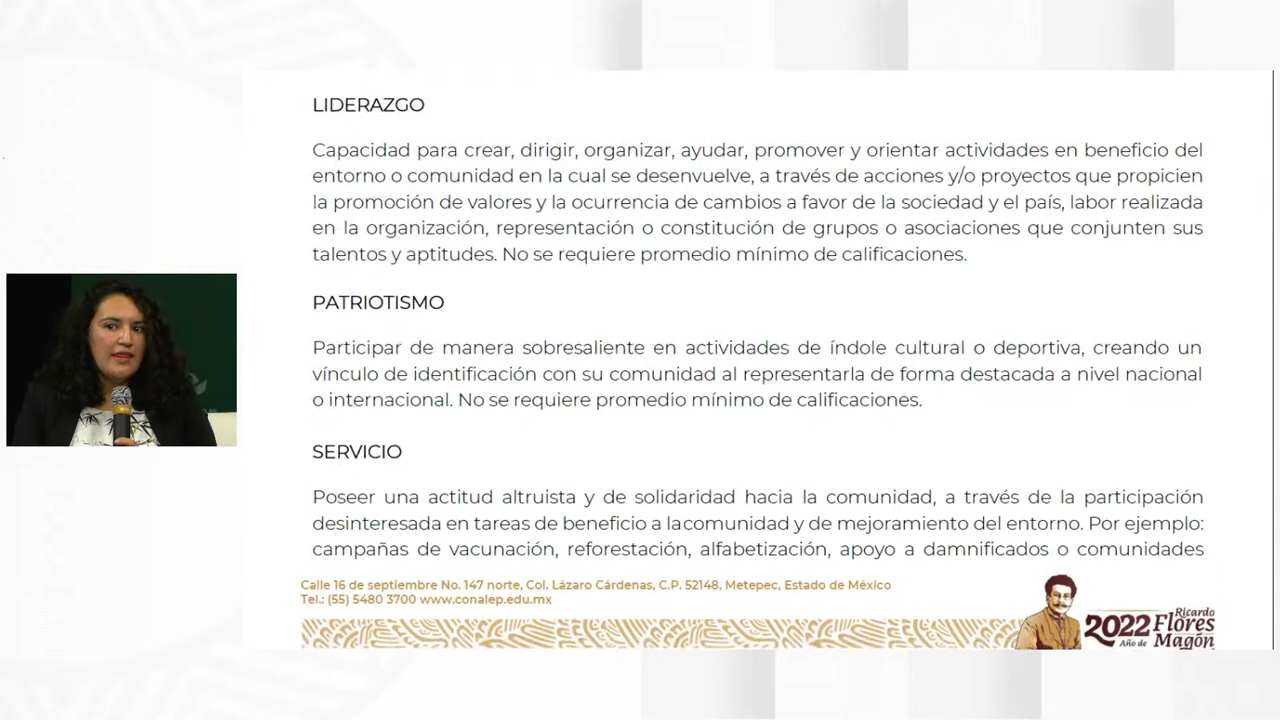 LIDERAZGO
Capacidad para crear, dirigir, organizar, ayudar, promover y orientar actividades en beneficio del
entorno o comunidad en la cual se desenvuelve, a través de acciones y/o proyectos que propicien
la promoción de valores y la ocurrencia de cambios a favor de la sociedad y el país, labor realizada
en la organización, representación o constitución de grupos o asociaciones que conjunten sus
talentos y aptitudes. No se requiere promedio mínimo de calificaciones.
PATRIOTISMO
Participar de manera sobresaliente en actividades de índole cultural o deportiva, creando un
vínculo de identificación con su comunidad al representarla de forma destacada a nivel nacional
o internacional. No se requiere promedio mínimo de calificaciones.
SERVICIO
Poseer una actitud altruista y de solidaridad hacia la comunidad, a través de la participación
desinteresada en tareas de beneficio a lacomunidad y de mejoramiento del entorno. Por ejemplo:
campañas de vacunación, reforestación, alfabetización, apoyo a damnificados o comunidades
Calle 16 de septiembre No. 147 norte, Col. Lázaro Cárdenas, C.P. 52148, Metepec, Estado de México
Tel.: (55) 5480 3700 www.conalep.edu.mx
2022
Año de
Ricardo
Flores
Magón